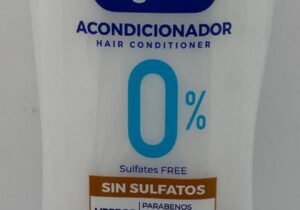 ACONDICIONADOR
HAIR CONDITIONER
0%
Sulfates FREE
SIN SULFATOS
PARABENOS